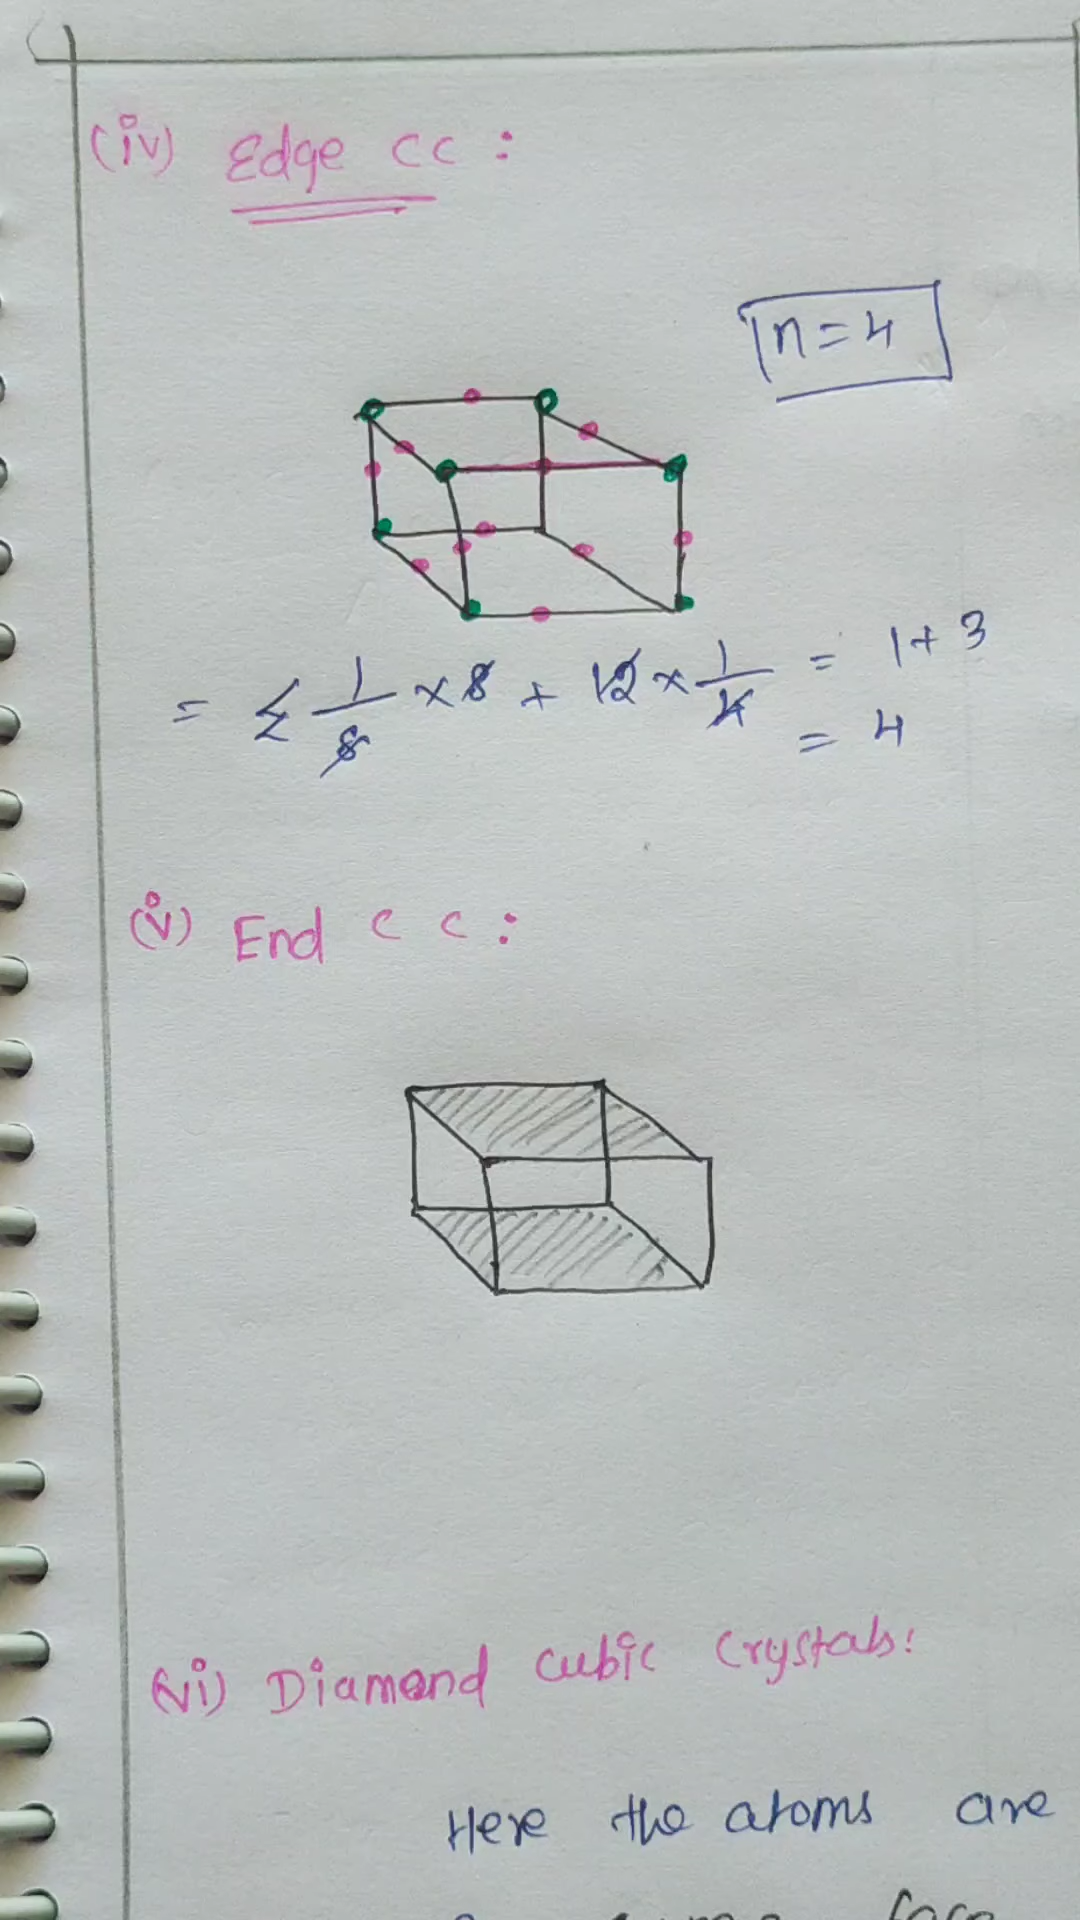 (iv) Edge CC :
n = 4
= ≤ 1/8 × 8 + 12 × 1/4 = 1 + 3
= 4
(v) End C C :
(vi) Diamond cubic crystals:
Here the atoms are
face